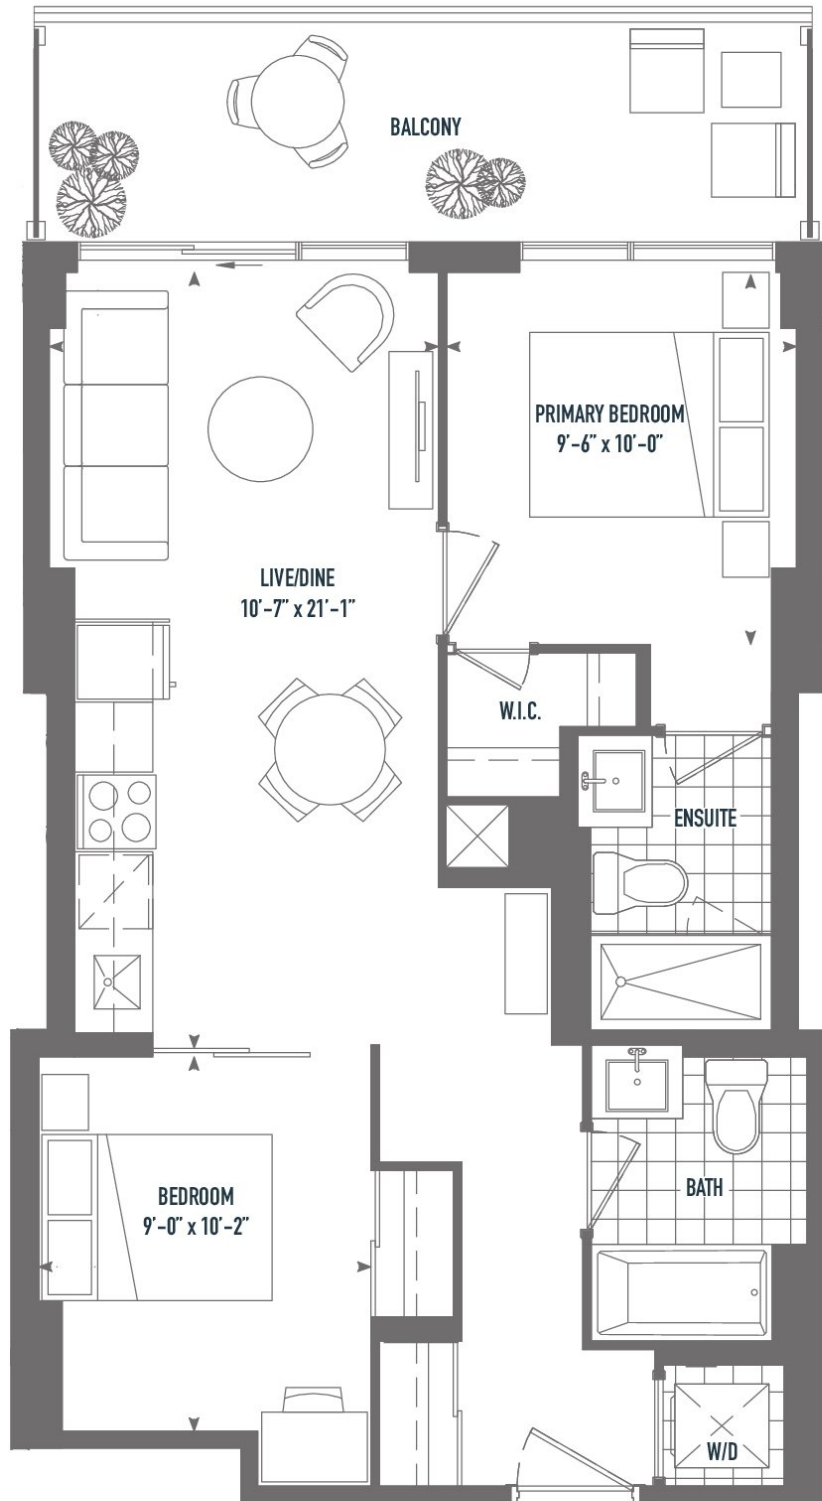 BALCONY
PRIMARY BEDROOM
9'-6" x 10'-0"
LIVE/DINE
10'-7" x 21'-1"
W.I.C.
ENSUITE
BEDROOM
9'-0" x 10'-2"
BATH
W/D